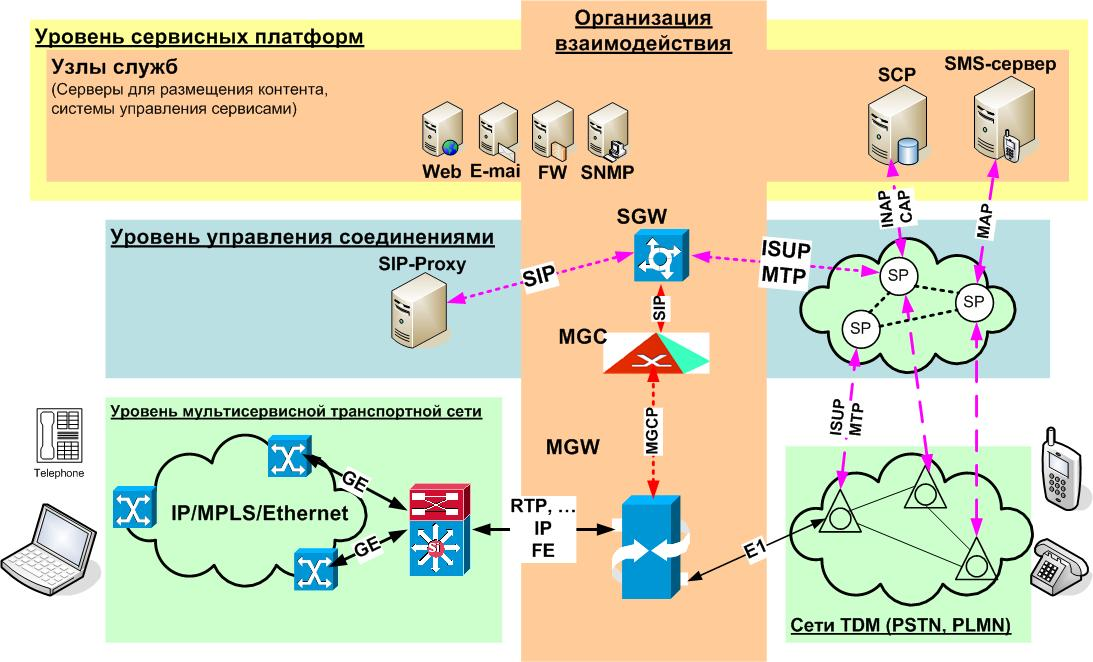 Организация
взаимодействия
Уровень сервисных платформ
Узлы служб
(Серверы для размещения контента,
системы управления сервисами)
SCP
SMS-сервер
Web
E-mai
FW
SNMP
INAP
CAP
MAP
Уровень управления соединениями
SGW
SIP-Proxy
SIP
ISUP
MTP
SP
SP
SP
SIP
MGC
MGCP
ISUP
MTP
Уровень мультисервисной транспортной сети
Telephone
MGW
GE
IP/MPLS/Ethernet
GE
Si
RTP, ...
IP
FE
E1
Сети TDM (PSTN, PLMN)